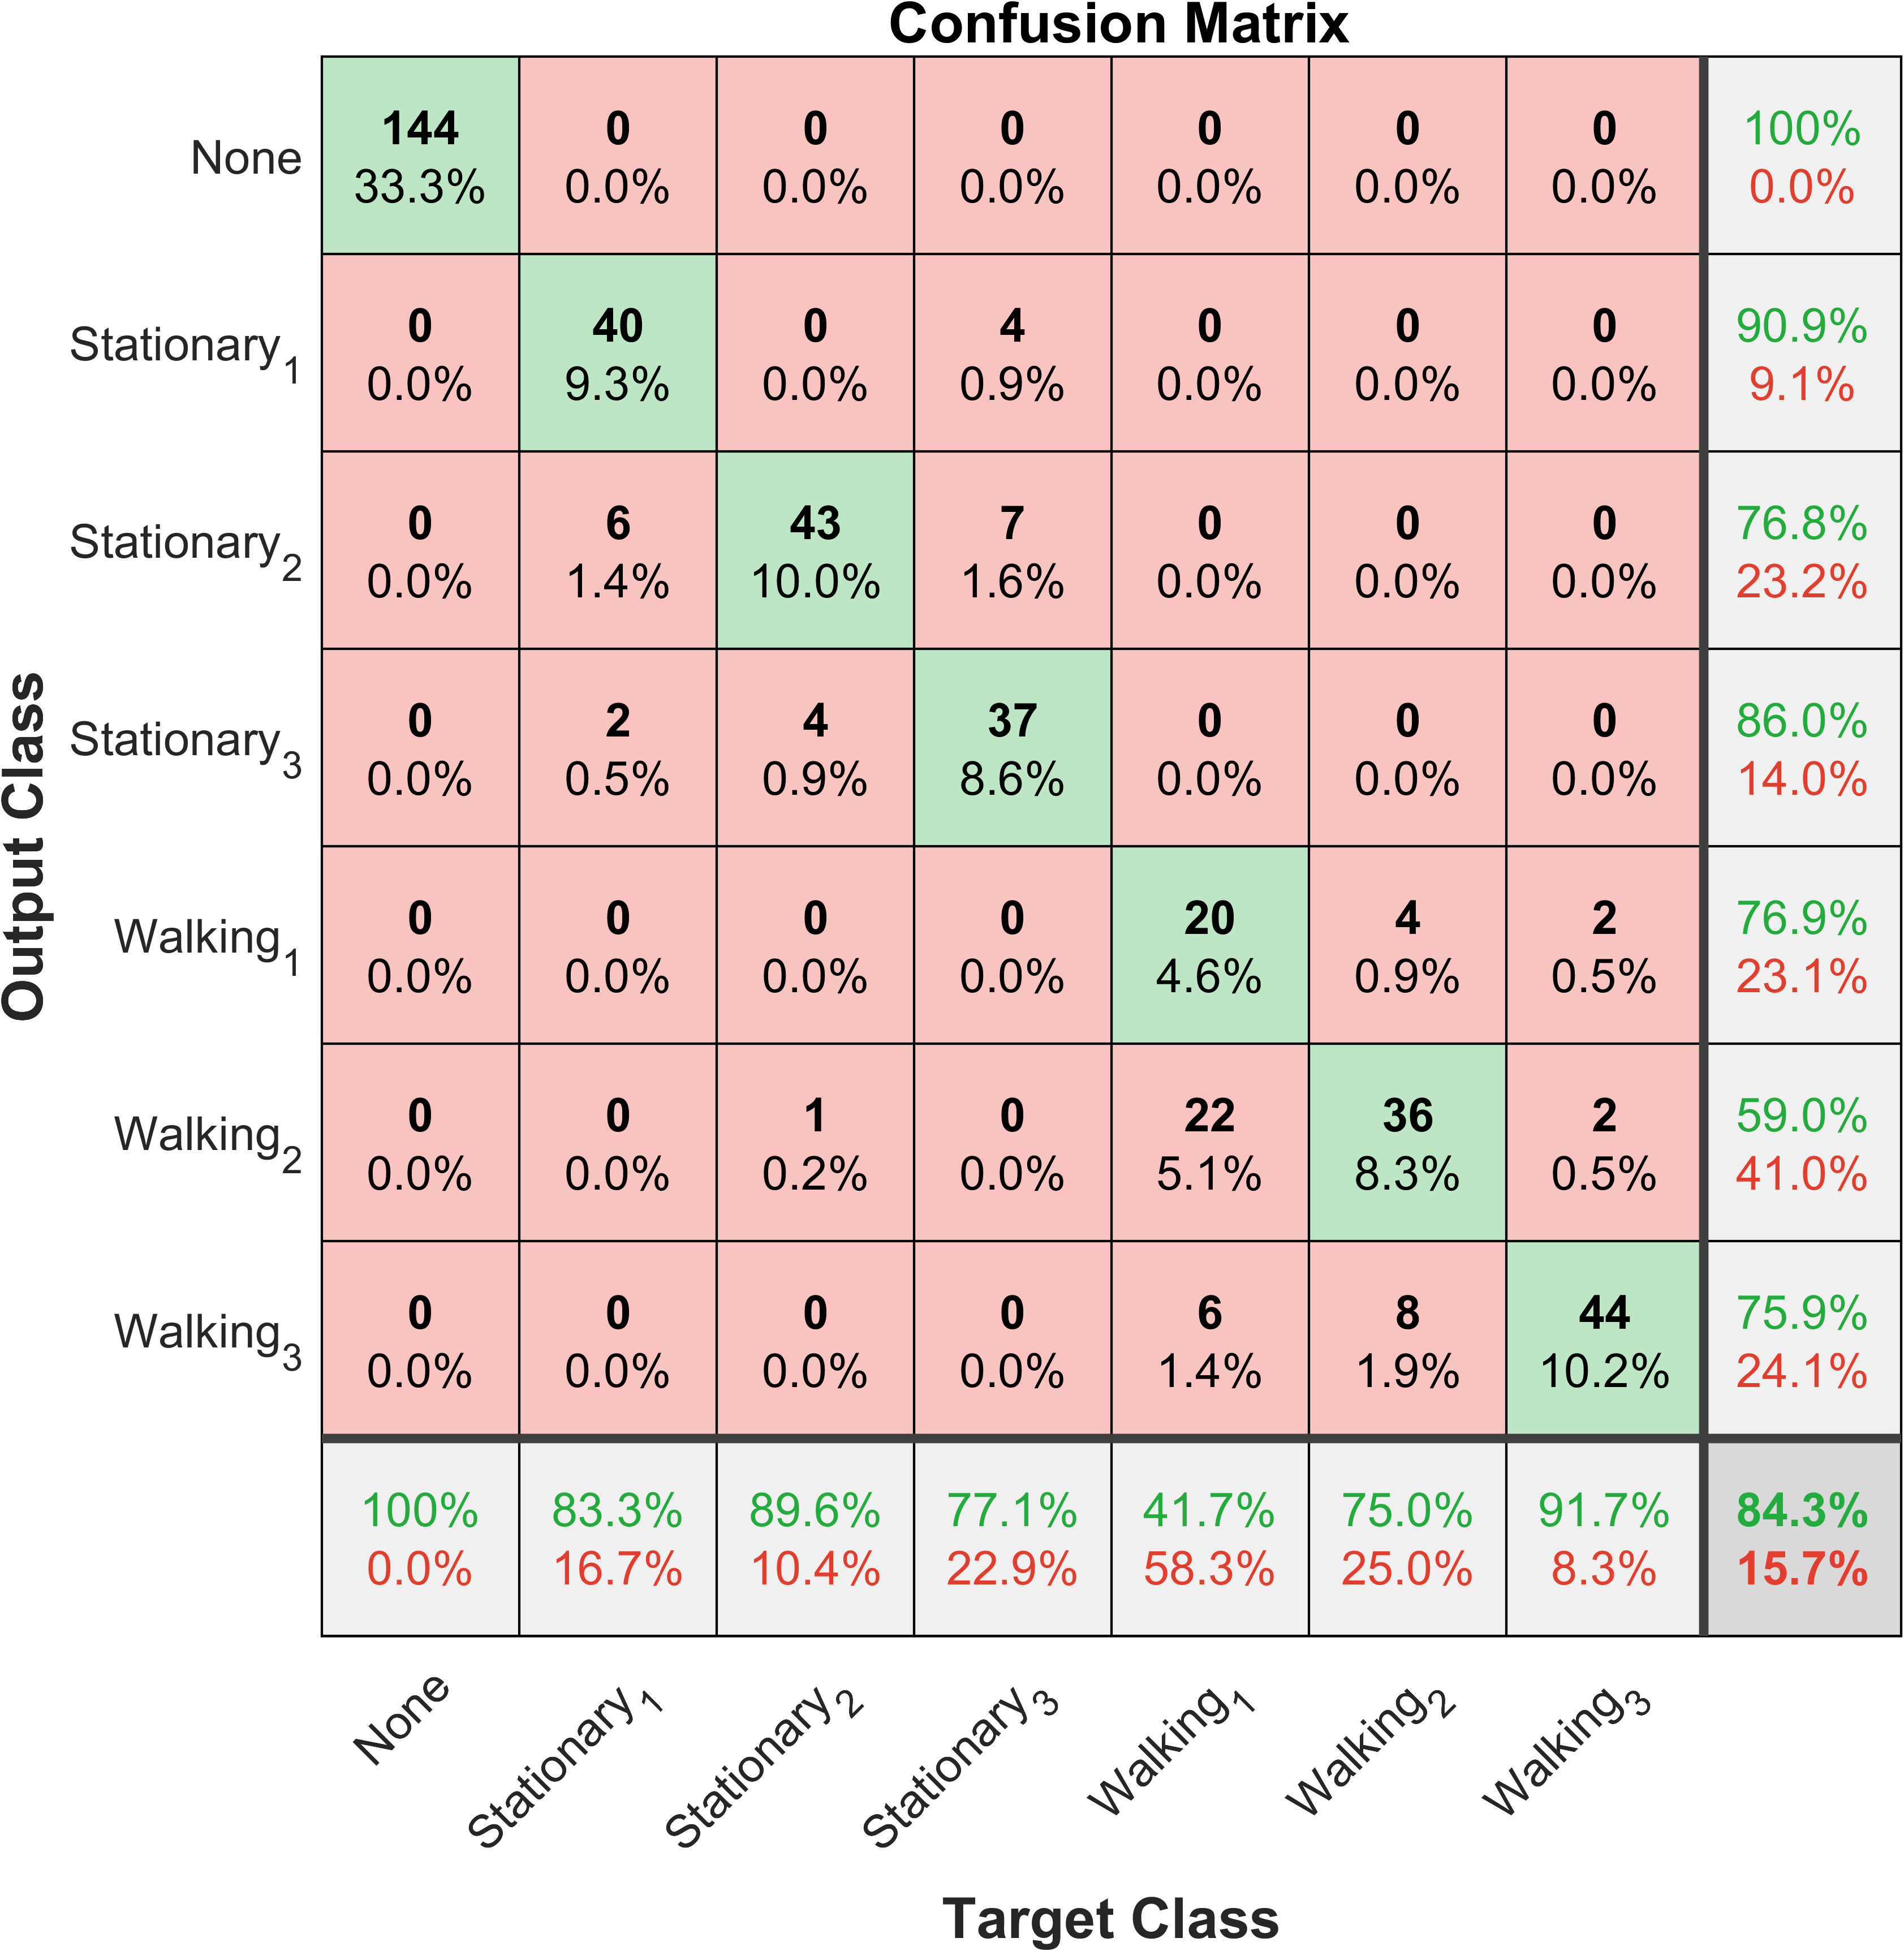 Confusion Matrix
None 144 0 0 0 0 0 0 100%
33.3% 0.0% 0.0% 0.0% 0.0% 0.0% 0.0% 0.0%
Stationary1 0 40 0 4 0 0 0 90.9%
0.0% 9.3% 0.0% 0.9% 0.0% 0.0% 0.0% 9.1%
Stationary2 0 6 43 7 0 0 0 76.8%
0.0% 1.4% 10.0% 1.6% 0.0% 0.0% 0.0% 23.2%
Stationary3 0 2 4 37 0 0 0 86.0%
0.0% 0.5% 0.9% 8.6% 0.0% 0.0% 0.0% 14.0%
Walking1 0 0 0 0 20 4 2 76.9%
0.0% 0.0% 0.0% 0.0% 4.6% 0.9% 0.5% 23.1%
Walking2 0 0 1 0 22 36 2 59.0%
0.0% 0.0% 0.2% 0.0% 5.1% 8.3% 0.5% 41.0%
Walking3 0 0 0 0 6 8 44 75.9%
0.0% 0.0% 0.0% 0.0% 1.4% 1.9% 10.2% 24.1%
100% 83.3% 89.6% 77.1% 41.7% 75.0% 91.7% 84.3%
0.0% 16.7% 10.4% 22.9% 58.3% 25.0% 8.3% 15.7%
None Stationary1 Stationary2 Stationary3 Walking1 Walking2 Walking3
Target Class
Output Class